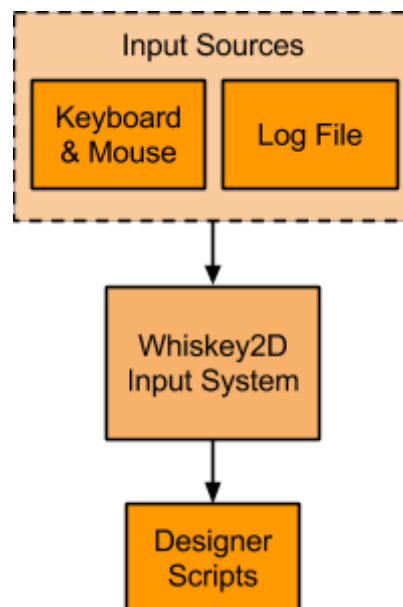 Input Sources
Keyboard
& Mouse
Log File
Whiskey2D
Input System
Designer
Scripts